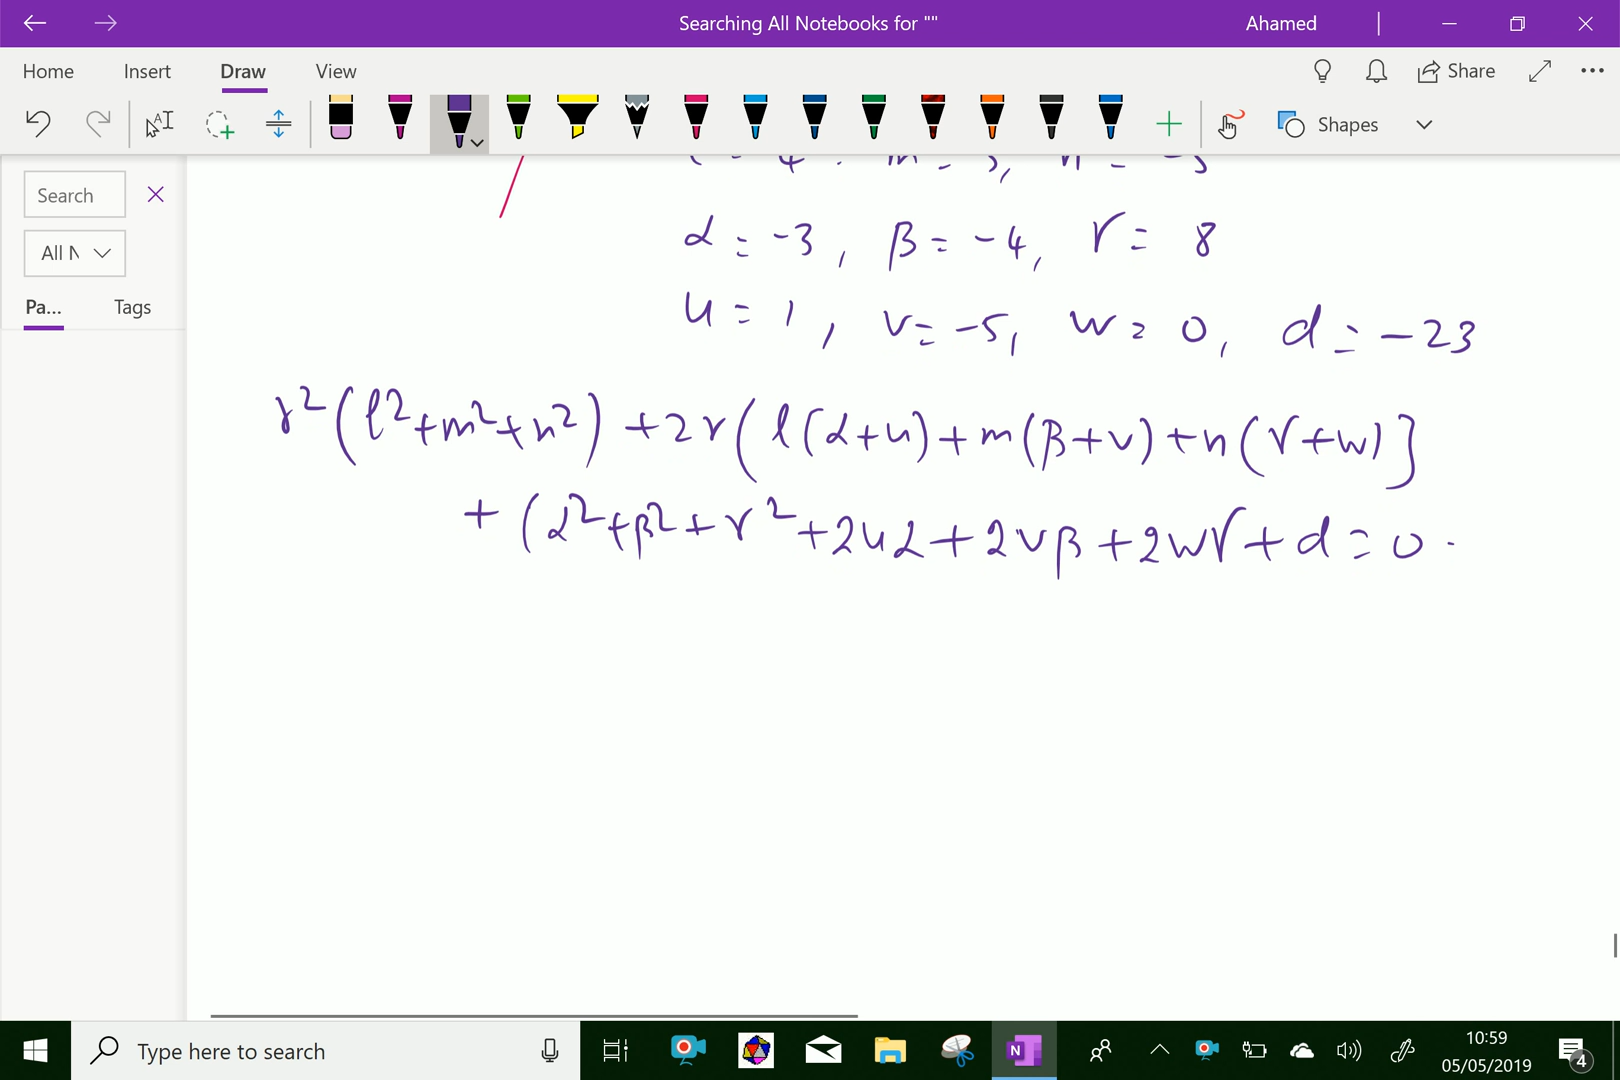 Searching All Notebooks for "" Ahamed
Home Insert Draw View Share
Shapes
Search
All N
Pa... Tags
α = -3, β = -4, γ = 8
u = 1, v = -5, w = 0, d = -23
r²(l²+m²+n²) +2r(l(α+u)+m(β+v)+n(γ+w)}
+ (α²+β²+γ²+2uα+2vβ+2wγ+d=0.
Type here to search
10:59
05/05/2019
4